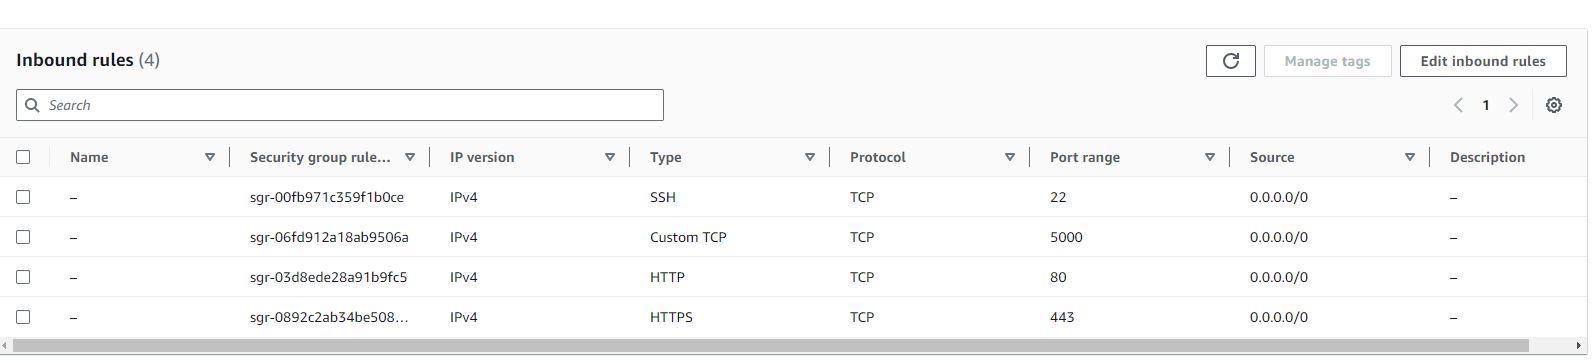 Inbound rules (4)
Manage tags
Edit inbound rules
Search
1
Name Security group rule... IP version Type Protocol Port range Source Description
– sgr-00fb971c359f1b0ce IPv4 SSH TCP 22 0.0.0.0/0 –
– sgr-06fd912a18ab9506a IPv4 Custom TCP TCP 5000 0.0.0.0/0 –
– sgr-03d8ede28a91b9fc5 IPv4 HTTP TCP 80 0.0.0.0/0 –
– sgr-0892c2ab34be508... IPv4 HTTPS TCP 443 0.0.0.0/0 –